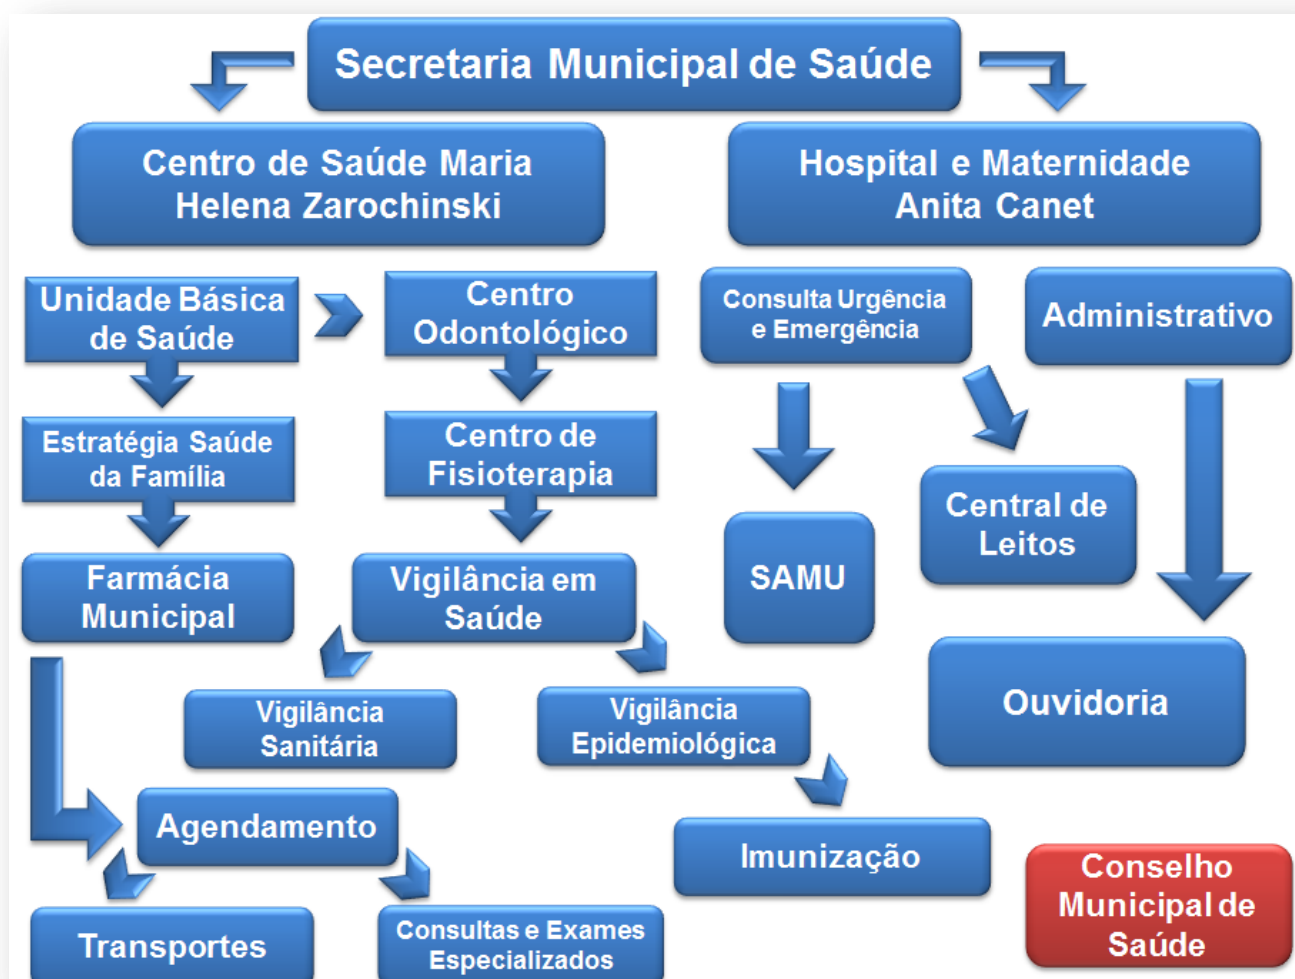 Secretaria Municipal de Saúde
Centro de Saúde Maria
Helena Zarochinski
Hospital e Maternidade
Anita Canet
Unidade Básica
de Saúde
Centro
Odontológico
Consulta Urgência
e Emergência
Administrativo
Estratégia Saúde
da Família
Centro de
Fisioterapia
Central de
Leitos
SAMU
Farmácia
Municipal
Vigilância em
Saúde
Ouvidoria
Vigilância
Sanitária
Vigilância
Epidemiológica
Agendamento
Imunização
Conselho
Municipal de
Saúde
Transportes
Consultas e Exames
Especializados